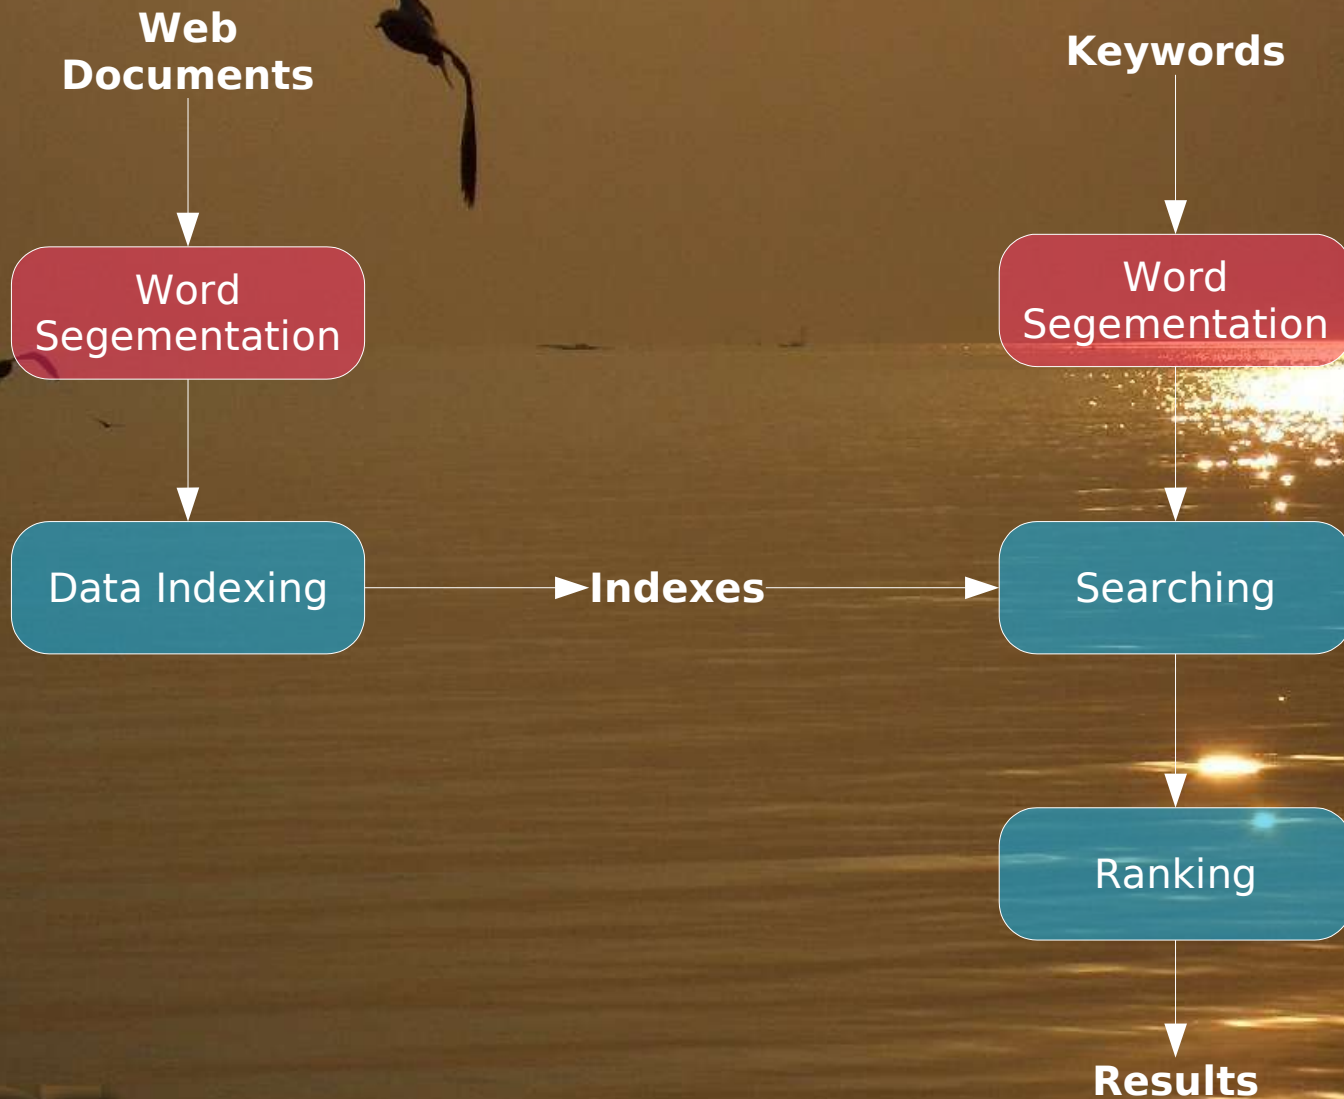 Web
Documents
Keywords
Word
Segementation
Word
Segementation
Data Indexing
Indexes
Searching
Ranking
Results